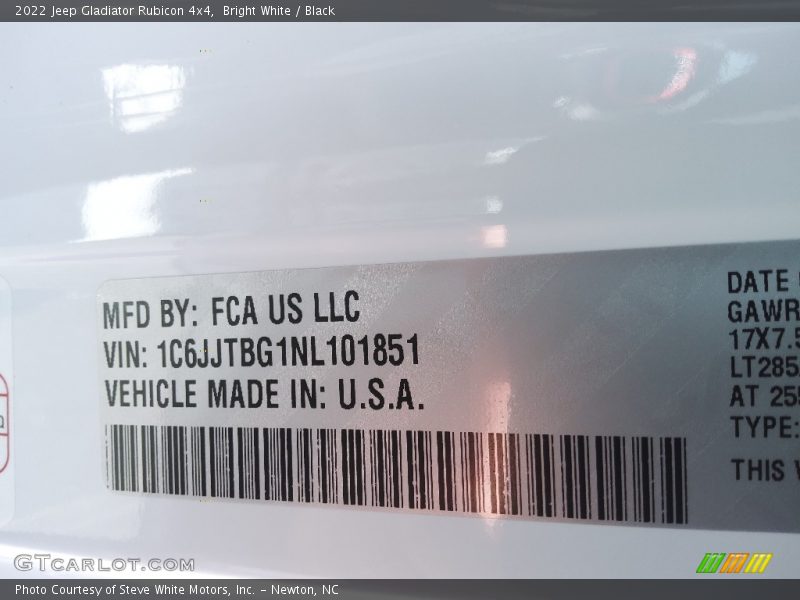 2022 Jeep Gladiator Rubicon 4x4,  Bright White / Black
MFD BY: FCA US LLC
VIN: 1C6JJTBG1NL101851
VEHICLE MADE IN: U.S.A.
DATE
GAWR
17X7.5
LT285
AT
TYPE:
THIS
GTCARLOT.COM
Photo Courtesy of Steve White Motors, Inc. – Newton, NC